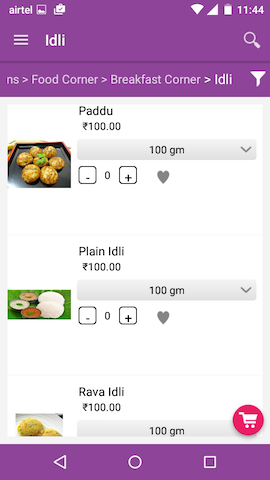 airtel 11:44
Idli
ns > Food Corner > Breakfast Corner > Idli
Paddu
₹100.00
100 gm
- 0 +
Plain Idli
₹100.00
100 gm
- 0 +
Rava Idli
₹100.00
100 gm